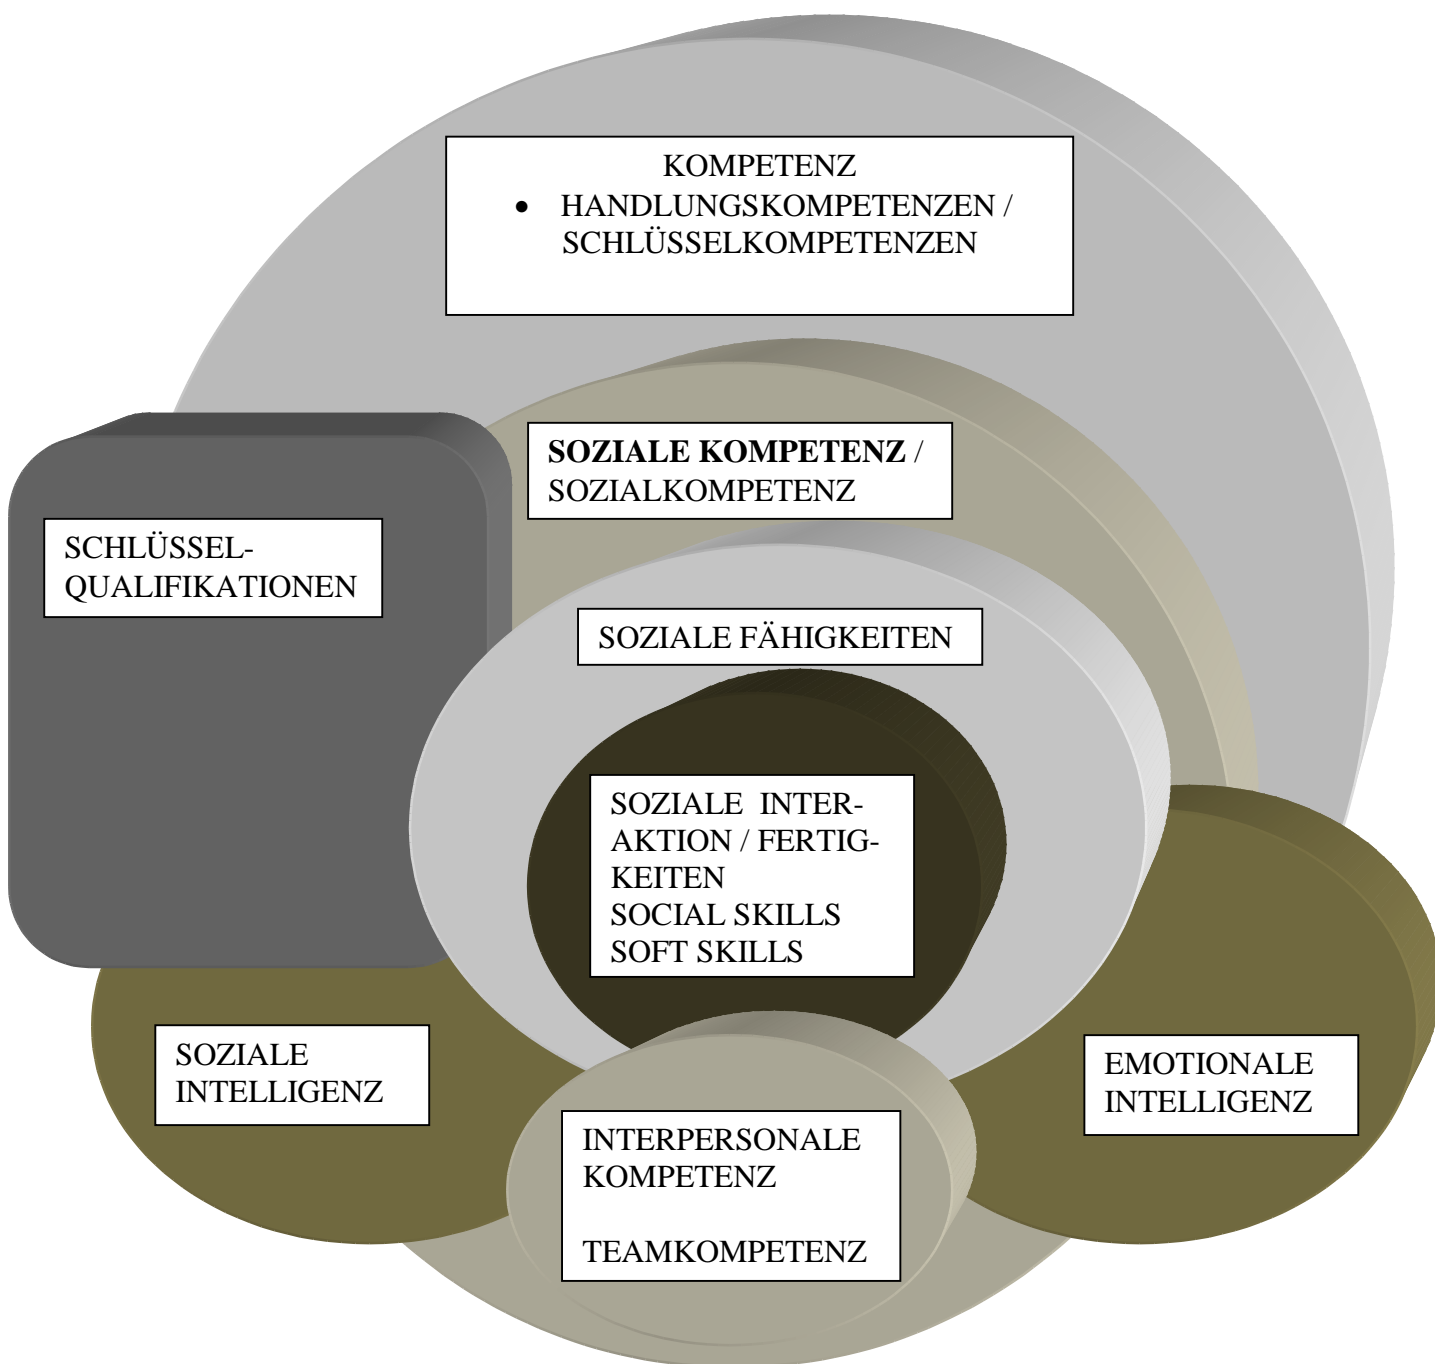 KOMPETENZ
• HANDLUNGSKOMPETENZEN /
SCHLÜSSELKOMPETENZEN
SOZIALE KOMPETENZ /
SOZIALKOMPETENZ
SCHLÜSSEL-
QUALIFIKATIONEN
SOZIALE FÄHIGKEITEN
SOZIALE INTER-
AKTION / FERTIG-
KEITEN
SOCIAL SKILLS
SOFT SKILLS
SOZIALE
INTELLIGENZ
EMOTIONALE
INTELLIGENZ
INTERPERSONALE
KOMPETENZ
TEAMKOMPETENZ